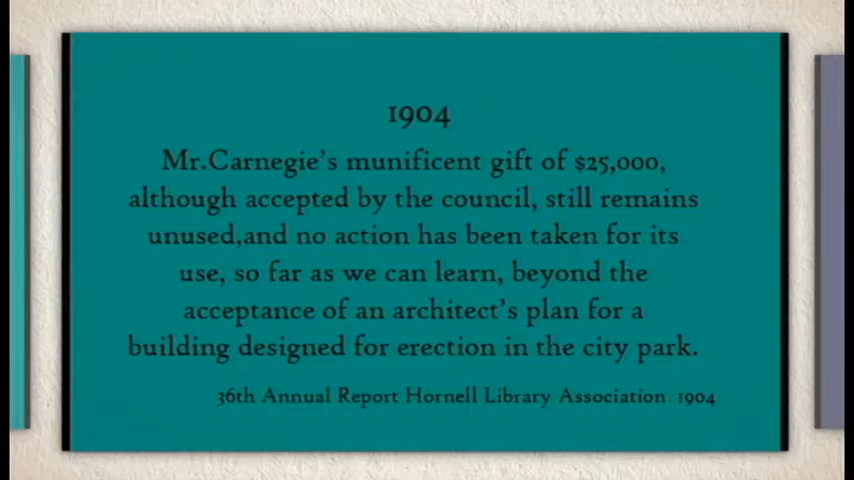 1904
Mr.Carnegie's munificent gift of $25,000,
although accepted by the council, still remains
unused,and no action has been taken for its
use, so far as we can learn, beyond the
acceptance of an architect's plan for a
building designed for erection in the city park.
36th Annual Report Hornell Library Association 1904